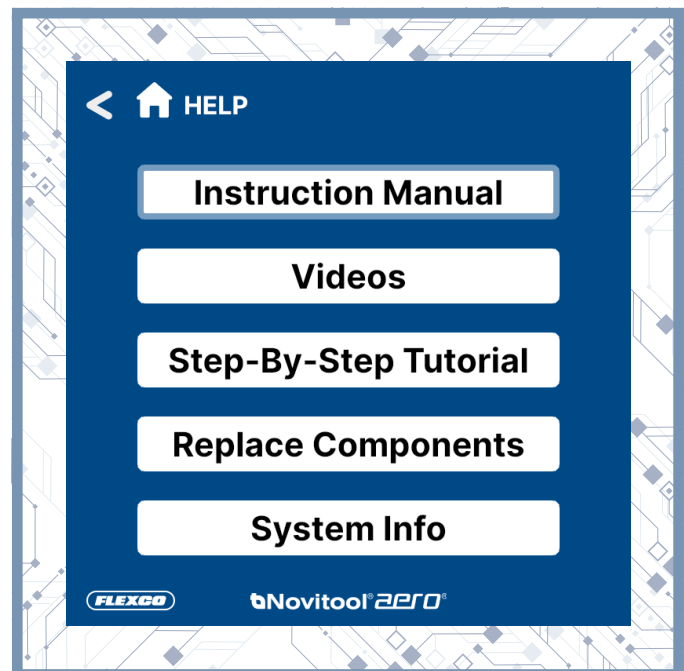 < HELP
Instruction Manual
Videos
Step-By-Step Tutorial
Replace Components
System Info
FLEXCO Novitool® aero®